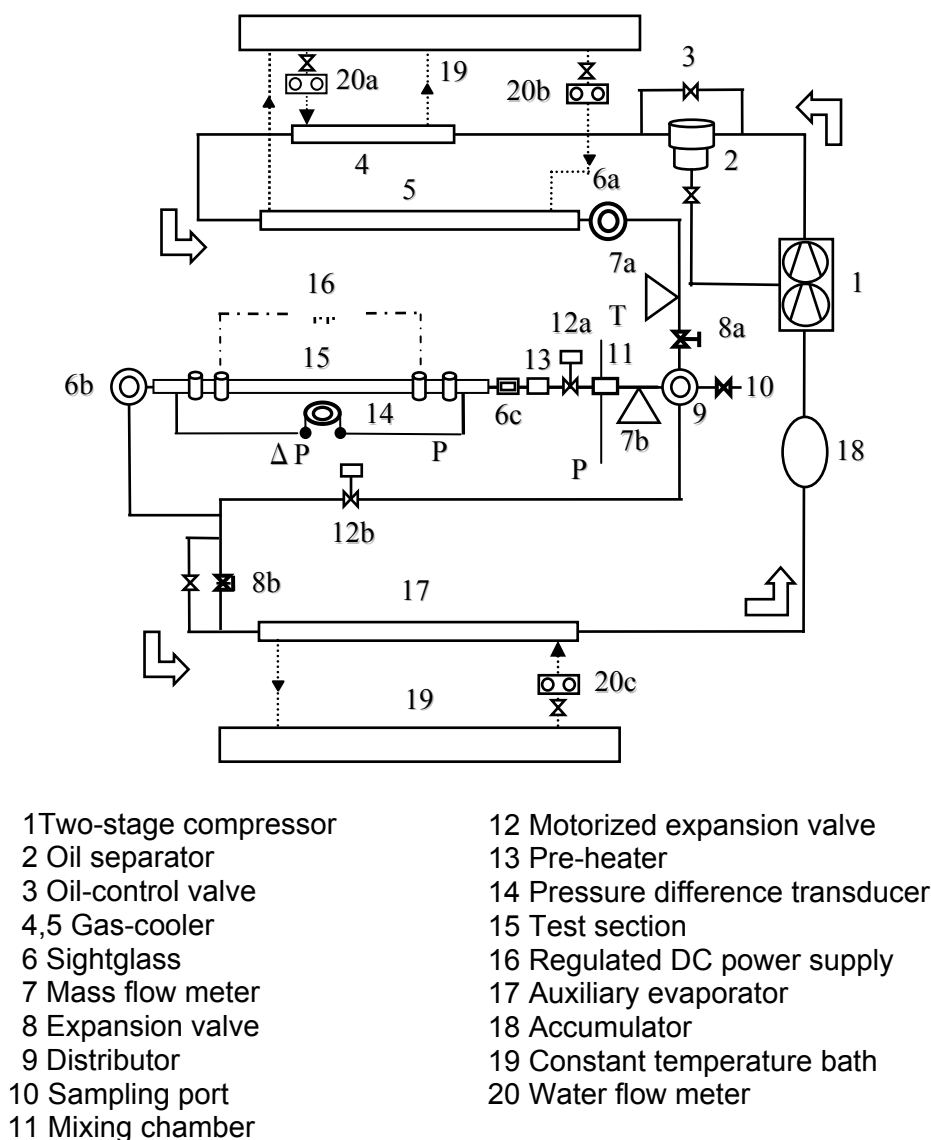 3
20a
19
20b
2
4
6a
5
7a
1
16
T
12a
8a
11
13
15
6b
10
14
6c
9
7b
Δ P
P
P
18
12b
8b
17
20c
19
1Two-stage compressor
2 Oil separator
3 Oil-control valve
4,5 Gas-cooler
6 Sightglass
7 Mass flow meter
8 Expansion valve
9 Distributor
10 Sampling port
11 Mixing chamber
12 Motorized expansion valve
13 Pre-heater
14 Pressure difference transducer
15 Test section
16 Regulated DC power supply
17 Auxiliary evaporator
18 Accumulator
19 Constant temperature bath
20 Water flow meter